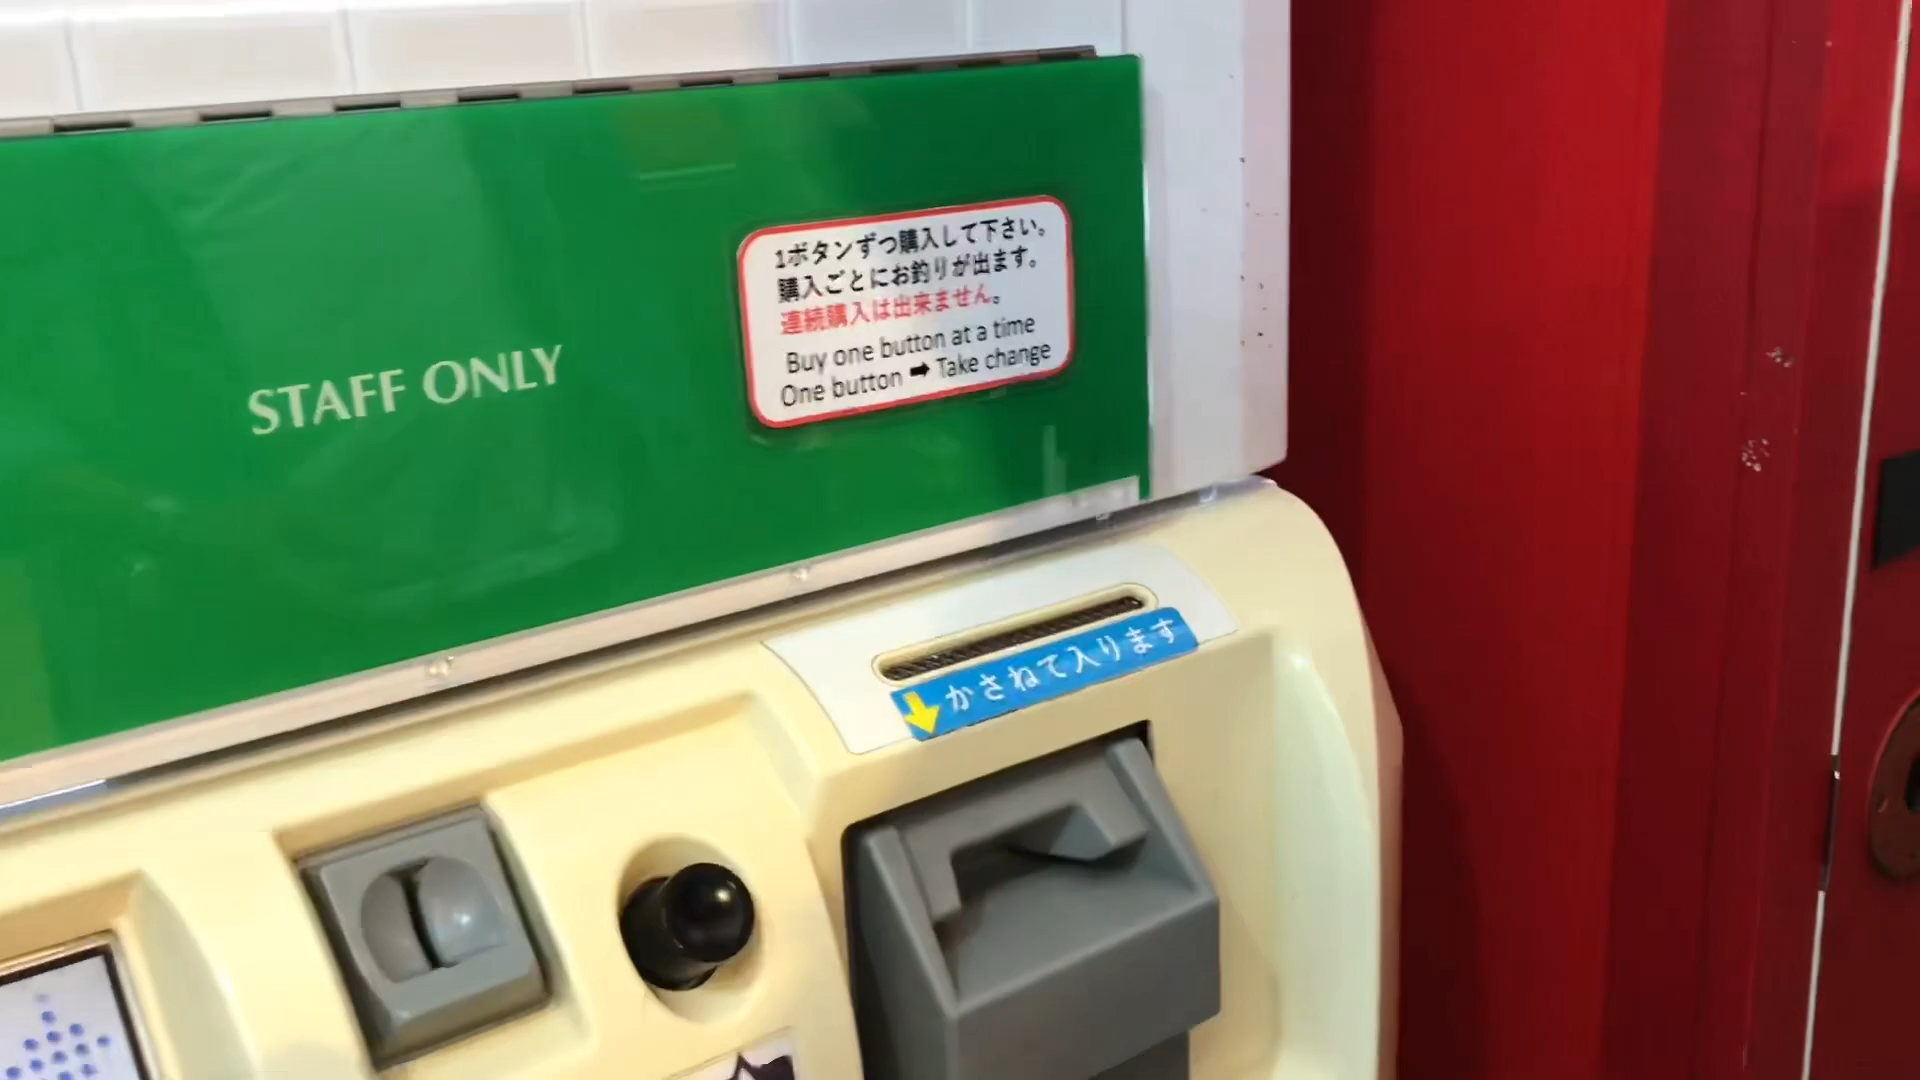 1ボタンずつ購入して下さい。
購入ごとにお釣りが出ます。
連続購入は出来ません。
Buy one button at a time
One button ➡ Take change
STAFF ONLY
かさねて入ります